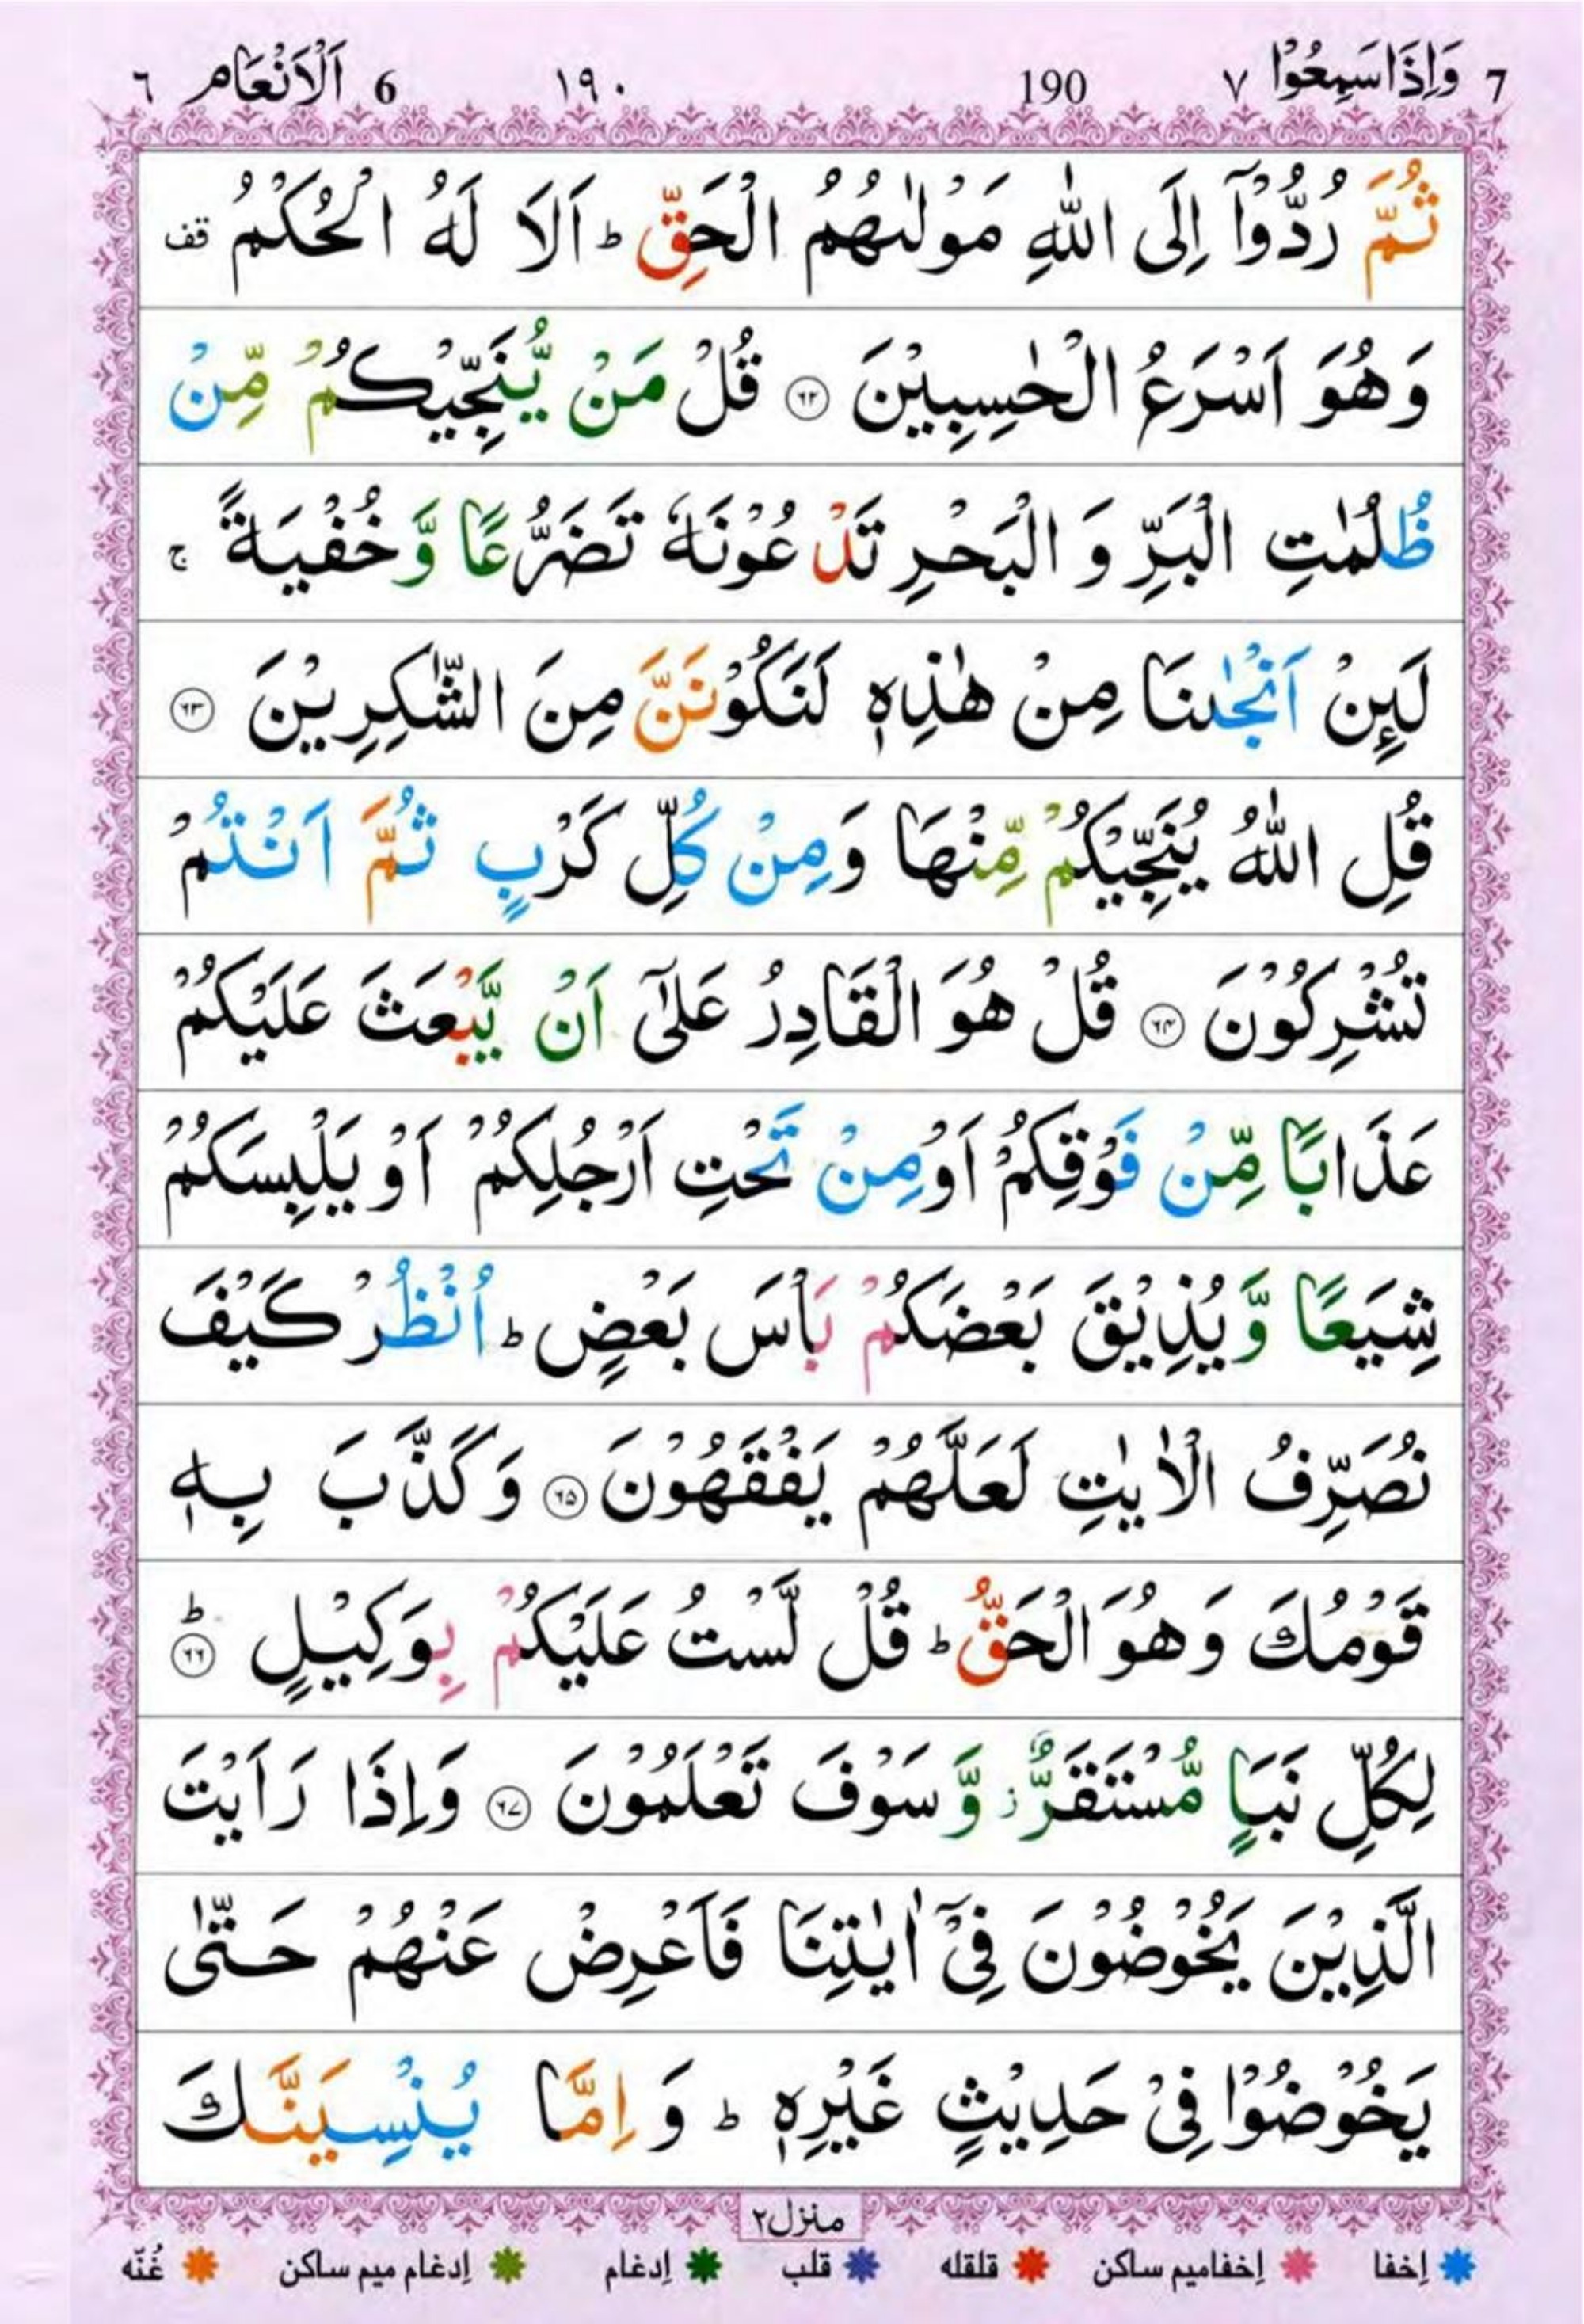 7 وَاِذَاسَمِعُوْا ٧ 190 ١٩٠ 6 اَلْاَنْعَام ٦
ثُمَّ رُدُّوْٓا اِلَى اللّٰهِ مَوْلٰىهُمُ الْحَقِّ ؕ اَلَا لَهُ الْحُكْمُ قف
وَهُوَ اَسْرَعُ الْحٰسِبِيْنَ ﴿٦٢﴾ قُلْ مَنْ يُّنَجِّيْكُمْ مِّنْ
ظُلُمٰتِ الْبَرِّ وَ الْبَحْرِ تَدْعُوْنَهٗ تَضَرُّعًا وَّخُفْيَةً ۚ
لَئِنْ اَنْجٰىنَا مِنْ هٰذِهٖ لَنَكُوْنَنَّ مِنَ الشّٰكِرِيْنَ ﴿٦٣﴾
قُلِ اللّٰهُ يُنَجِّيْكُمْ مِّنْهَا وَمِنْ كُلِّ كَرْبٍ ثُمَّ اَنْتُمْ
تُشْرِكُوْنَ ﴿٦٤﴾ قُلْ هُوَ الْقَادِرُ عَلٰٓى اَنْ يَّبْعَثَ عَلَيْكُمْ
عَذَابًا مِّنْ فَوْقِكُمْ اَوْمِنْ تَحْتِ اَرْجُلِكُمْ اَوْ يَلْبِسَكُمْ
شِيَعًا وَّيُذِيْقَ بَعْضَكُمْ بَاْسَ بَعْضٍ ؕ اُنْظُرْ كَيْفَ
نُصَرِّفُ الْاٰيٰتِ لَعَلَّهُمْ يَفْقَهُوْنَ ﴿٦٥﴾ وَكَذَّبَ بِهٖ
قَوْمُكَ وَهُوَ الْحَقُّ ؕ قُلْ لَّسْتُ عَلَيْكُمْ بِوَكِيْلٍ ؕ ﴿٦٦﴾
لِكُلِّ نَبَاٍ مُّسْتَقَرٌّ ز وَّسَوْفَ تَعْلَمُوْنَ ﴿٦٧﴾ وَاِذَا رَاَيْتَ
الَّذِيْنَ يَخُوْضُوْنَ فِيْٓ اٰيٰتِنَا فَاَعْرِضْ عَنْهُمْ حَتّٰى
يَخُوْضُوْا فِيْ حَدِيْثٍ غَيْرِهٖ ؕ وَ اِمَّا يُنْسِيَنَّكَ
منزل٢
اِخفا اِخفامیم ساکن قلقله قلب اِدغام اِدغام میم ساکن غُنّه